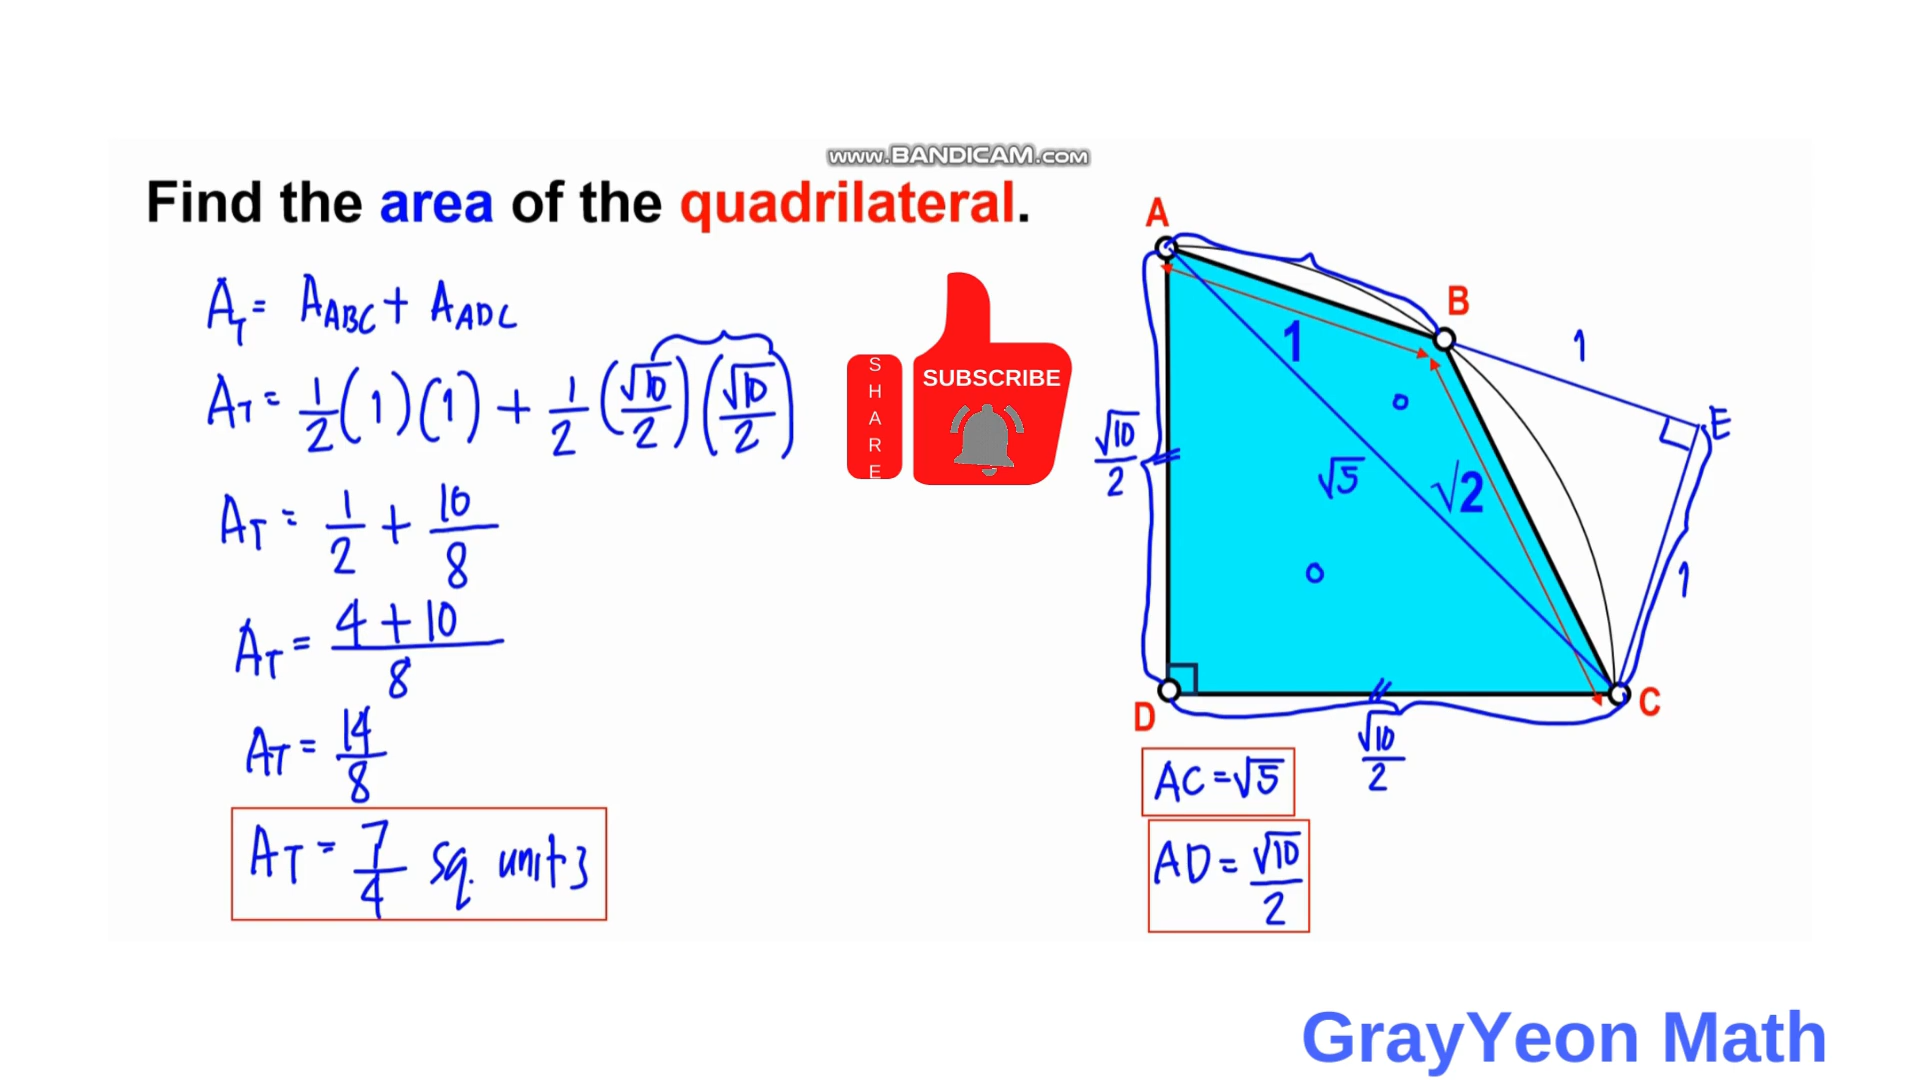 www.BANDICAM.com
Find the area of the quadrilateral.
A_T = A_ABC + A_ADC
A_T = 1/2 (1)(1) + 1/2 (√10/2)(√10/2)
A_T = 1/2 + 10/8
A_T = 4 + 10/8
A_T = 14/8
A_T = 7/4 sq. units
SHARE
SUBSCRIBE
A
B
1
1
E
√10/2
√5
√2
1
D
C
√10/2
AC = √5
AD = √10/2
GrayYeon Math